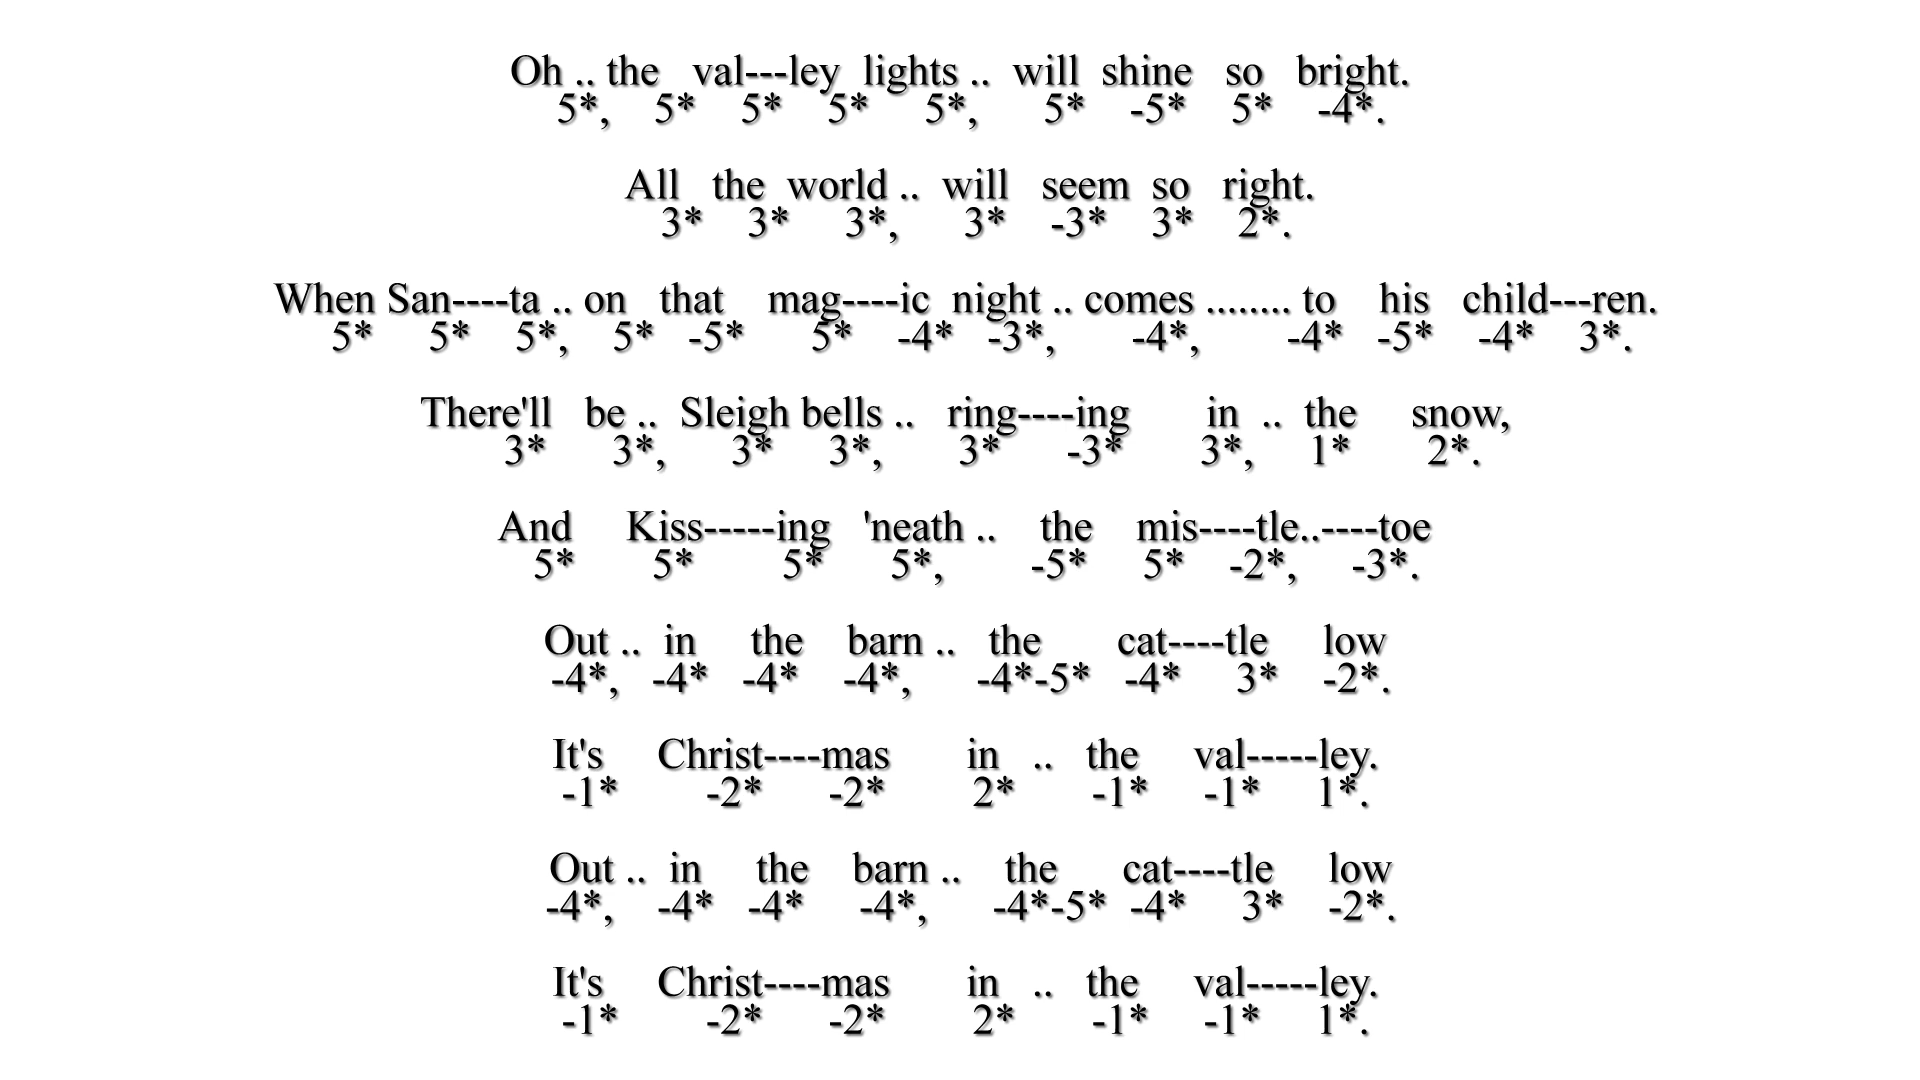 Oh .. the val---ley lights .. will shine so bright.
5*, 5* 5* 5* 5*, 5* -5* 5* -4*.
All the world .. will seem so right.
3* 3* 3*, 3* -3* 3* 2*.
When San----ta .. on that mag----ic night .. comes ........ to his child---ren.
5* 5* 5*, 5* -5* 5* -4* -3*, -4*, -4* -5* -4* 3*.
There'll be .. Sleigh bells .. ring----ing in .. the snow,
3* 3*, 3* 3*, 3* -3* 3*, 1* 2*.
And Kiss-----ing 'neath .. the mis----tle..----toe
5* 5* 5* 5*, -5* 5* -2*, -3*.
Out .. in the barn .. the cat----tle low
-4*, -4* -4* -4*, -4*-5* -4* 3* -2*.
It's Christ----mas in .. the val-----ley.
-1* -2* -2* 2* -1* -1* 1*.
Out .. in the barn .. the cat----tle low
-4*, -4* -4* -4*, -4*-5* -4* 3* -2*.
It's Christ----mas in .. the val-----ley.
-1* -2* -2* 2* -1* -1* 1*.